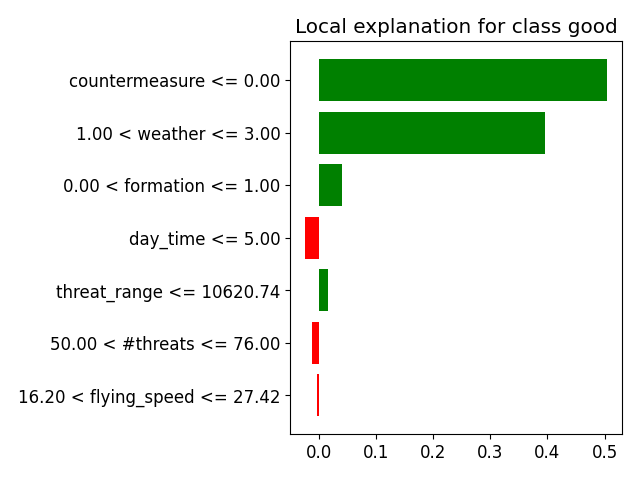 Local explanation for class good
countermeasure <= 0.00
1.00 < weather <= 3.00
0.00 < formation <= 1.00
day_time <= 5.00
threat_range <= 10620.74
50.00 < #threats <= 76.00
16.20 < flying_speed <= 27.42
0.0 0.1 0.2 0.3 0.4 0.5